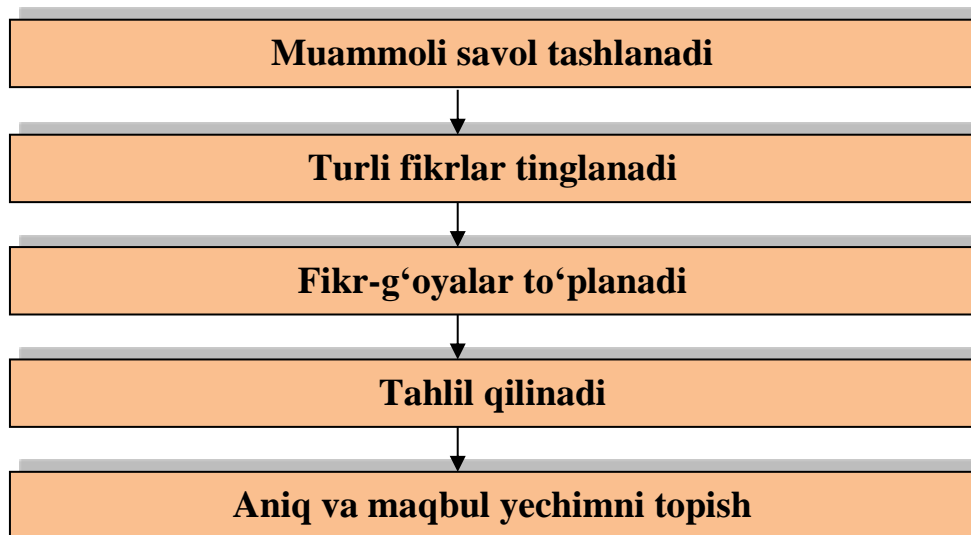 Muammoli savol tashlanadi
Turli fikrlar tinglanadi
Fikr-g‘oyalar to‘planadi
Tahlil qilinadi
Aniq va maqbul yechimni topish